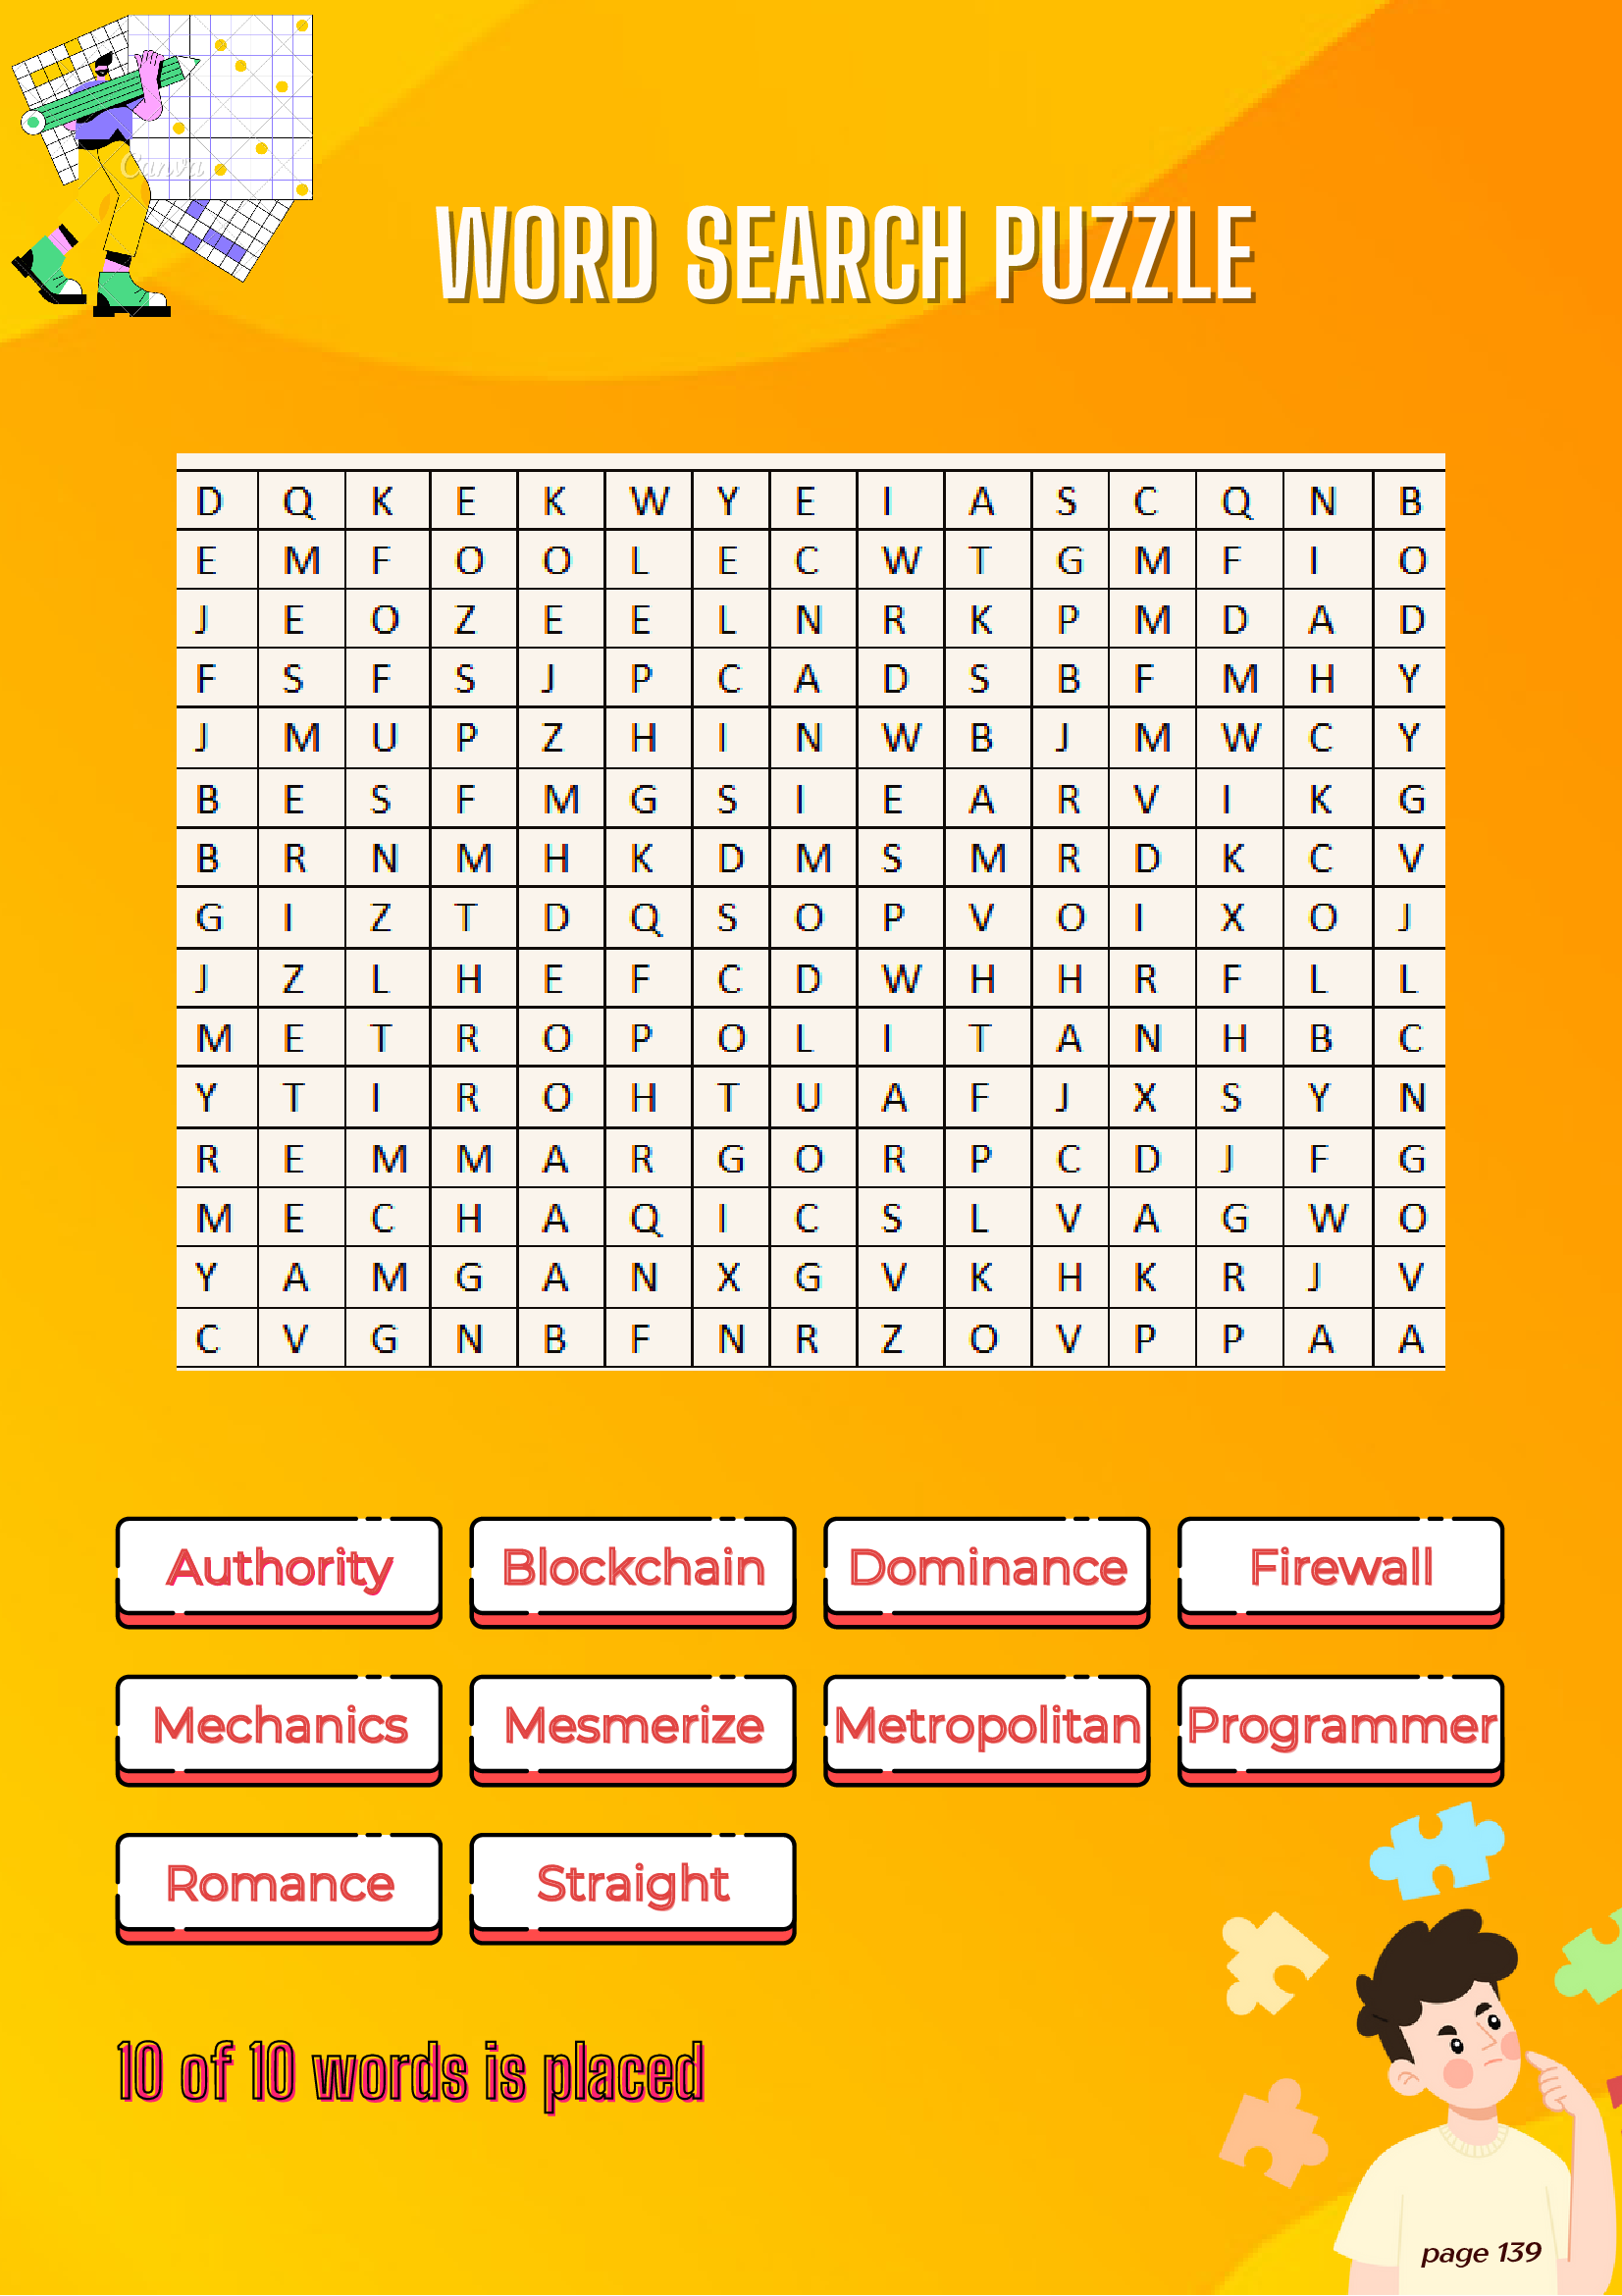 Canva
WORD SEARCH PUZZLE
D Q K E K W Y E I A S C Q N B
E M F O O L E C W T G M F I O
J E O Z E E L N R K P M D A D
F S F S J P C A D S B F M H Y
J M U P Z H I N W B J M W C Y
B E S F M G S I E A R V I K G
B R N M H K D M S M R D K C V
G I Z T D Q S O P V O I X O J
J Z L H E F C D W H H R F L L
M E T R O P O L I T A N H B C
Y T I R O H T U A F J X S Y N
R E M M A R G O R P C D J F G
M E C H A Q I C S L V A G W O
Y A M G A N X G V K H K R J V
C V G N B F N R Z O V P P A A
Authority Blockchain Dominance Firewall
Mechanics Mesmerize Metropolitan Programmer
Romance Straight
10 of 10 words is placed
page 139